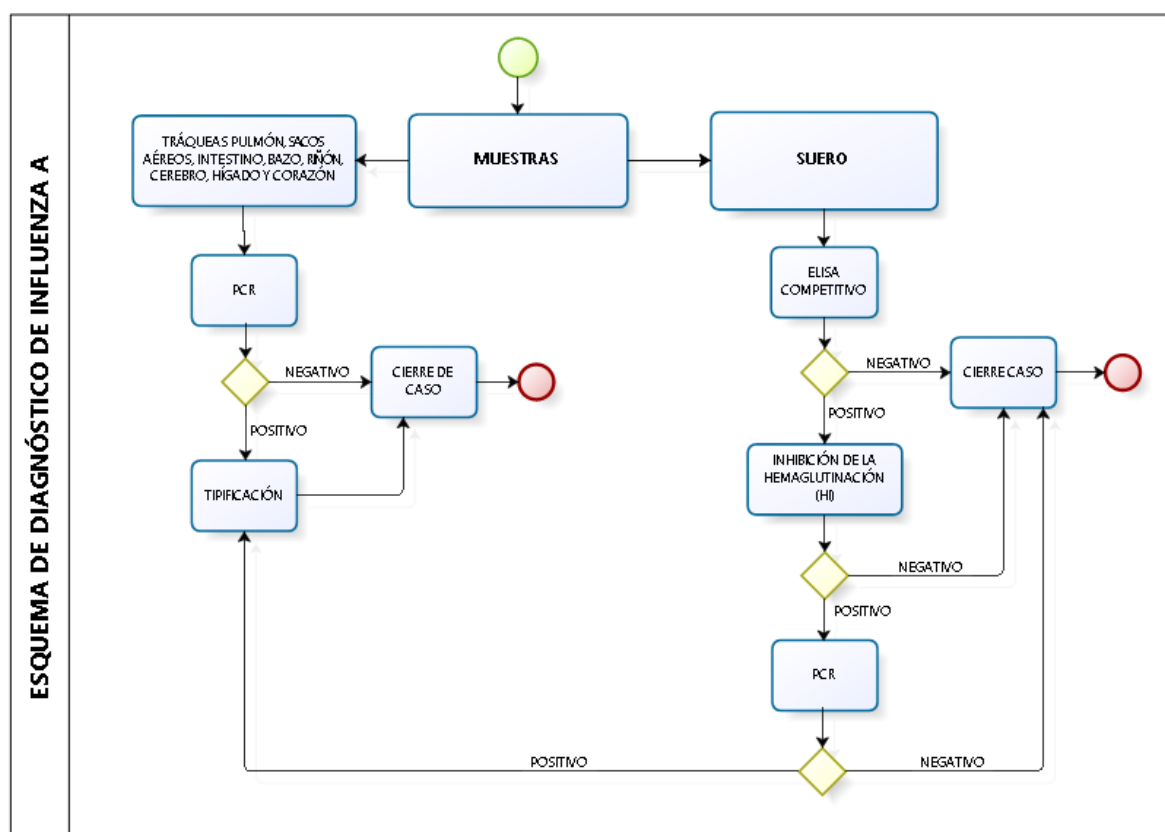 ESQUEMA DE DIAGNÓSTICO DE INFLUENZA A
TRÁQUEAS PULMÓN, SACOS
AÉREOS, INTESTINO, BAZO, RIÑÓN,
CEREBRO, HÍGADO Y CORAZÓN
MUESTRAS
SUERO
PCR
ELISA
COMPETITIVO
NEGATIVO
CIERRE DE
CASO
NEGATIVO
CIERRE CASO
POSITIVO
POSITIVO
TIPIFICACIÓN
INHIBICIÓN DE LA
HEMAGLUTINACIÓN
(HI)
NEGATIVO
POSITIVO
PCR
POSITIVO
NEGATIVO